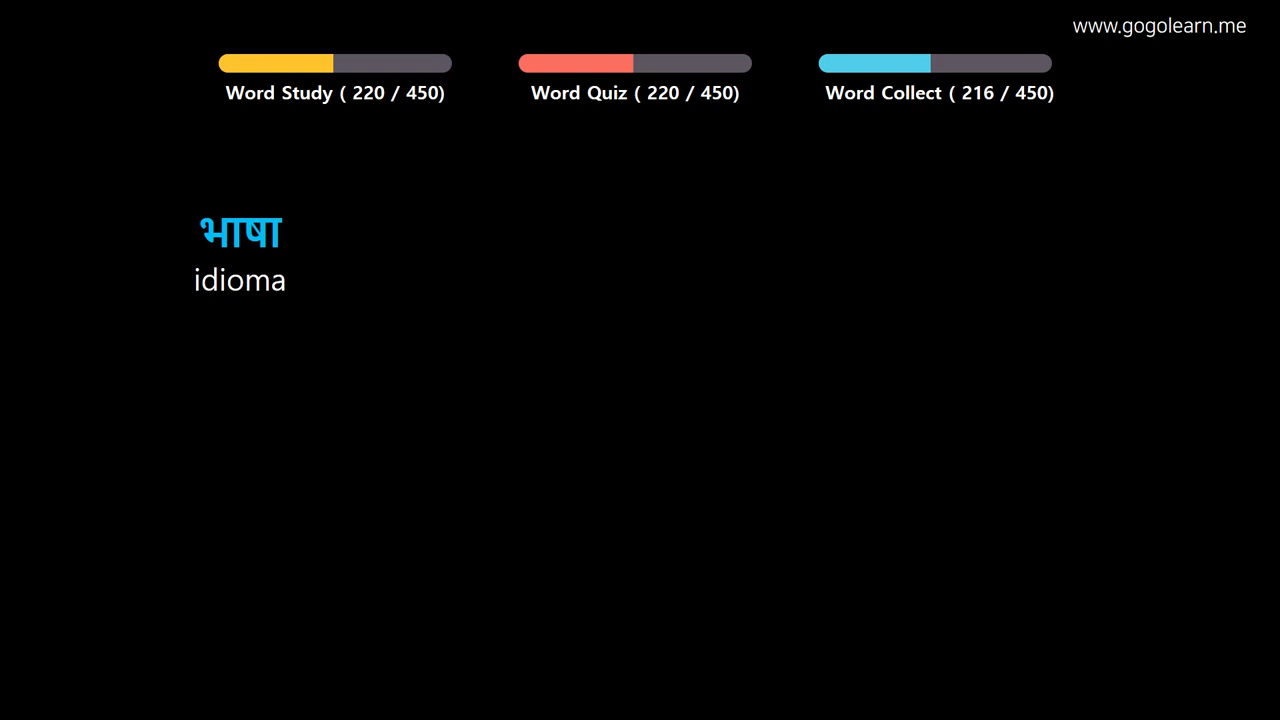 www.gogolearn.me
Word Study ( 220 / 450)
Word Quiz ( 220 / 450)
Word Collect ( 216 / 450)
भाषा
idioma